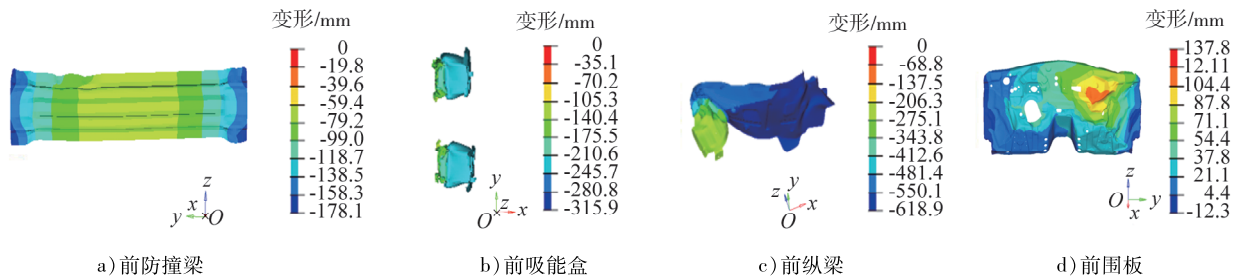 变形/mm
0
-19.8
-39.6
-59.4
-79.2
-99.0
-118.7
-138.5
-158.3
-178.1
z
x
y
O
a)前防撞梁
变形/mm
0
-35.1
-70.2
-105.3
-140.4
-175.5
-210.6
-245.7
-280.8
-315.9
y
z
O
x
b)前吸能盒
变形/mm
0
-68.8
-137.5
-206.3
-275.1
-343.8
-412.6
-481.4
-550.1
-618.9
y
z
x
O
c)前纵梁
变形/mm
137.8
12.11
104.4
87.8
71.1
54.4
37.8
21.1
4.4
-12.3
z
O
y
x
d)前围板